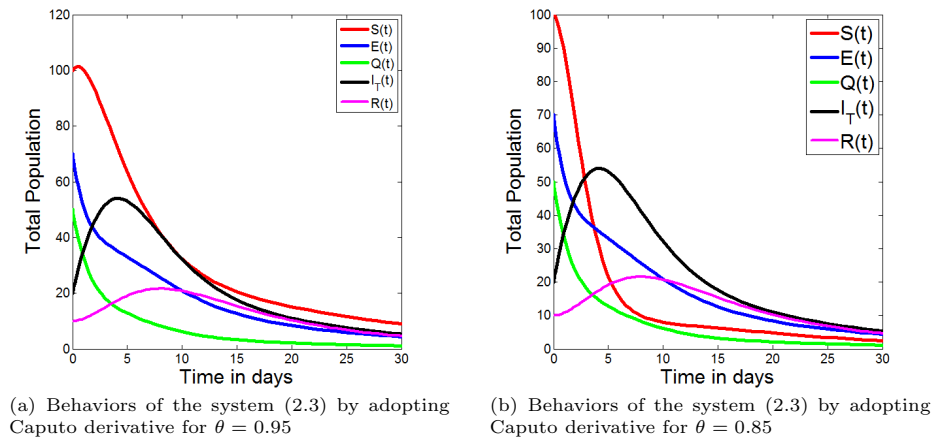 120
100
80
60
40
20
0
0 5 10 15 20 25 30
Total Population
Time in days
S(t)
E(t)
Q(t)
I_T(t)
R(t)
(a) Behaviors of the system (2.3) by adopting
Caputo derivative for θ = 0.95
100
90
80
70
60
50
40
30
20
10
0
0 5 10 15 20 25 30
Total Population
Time in days
S(t)
E(t)
Q(t)
I_T(t)
R(t)
(b) Behaviors of the system (2.3) by adopting
Caputo derivative for θ = 0.85